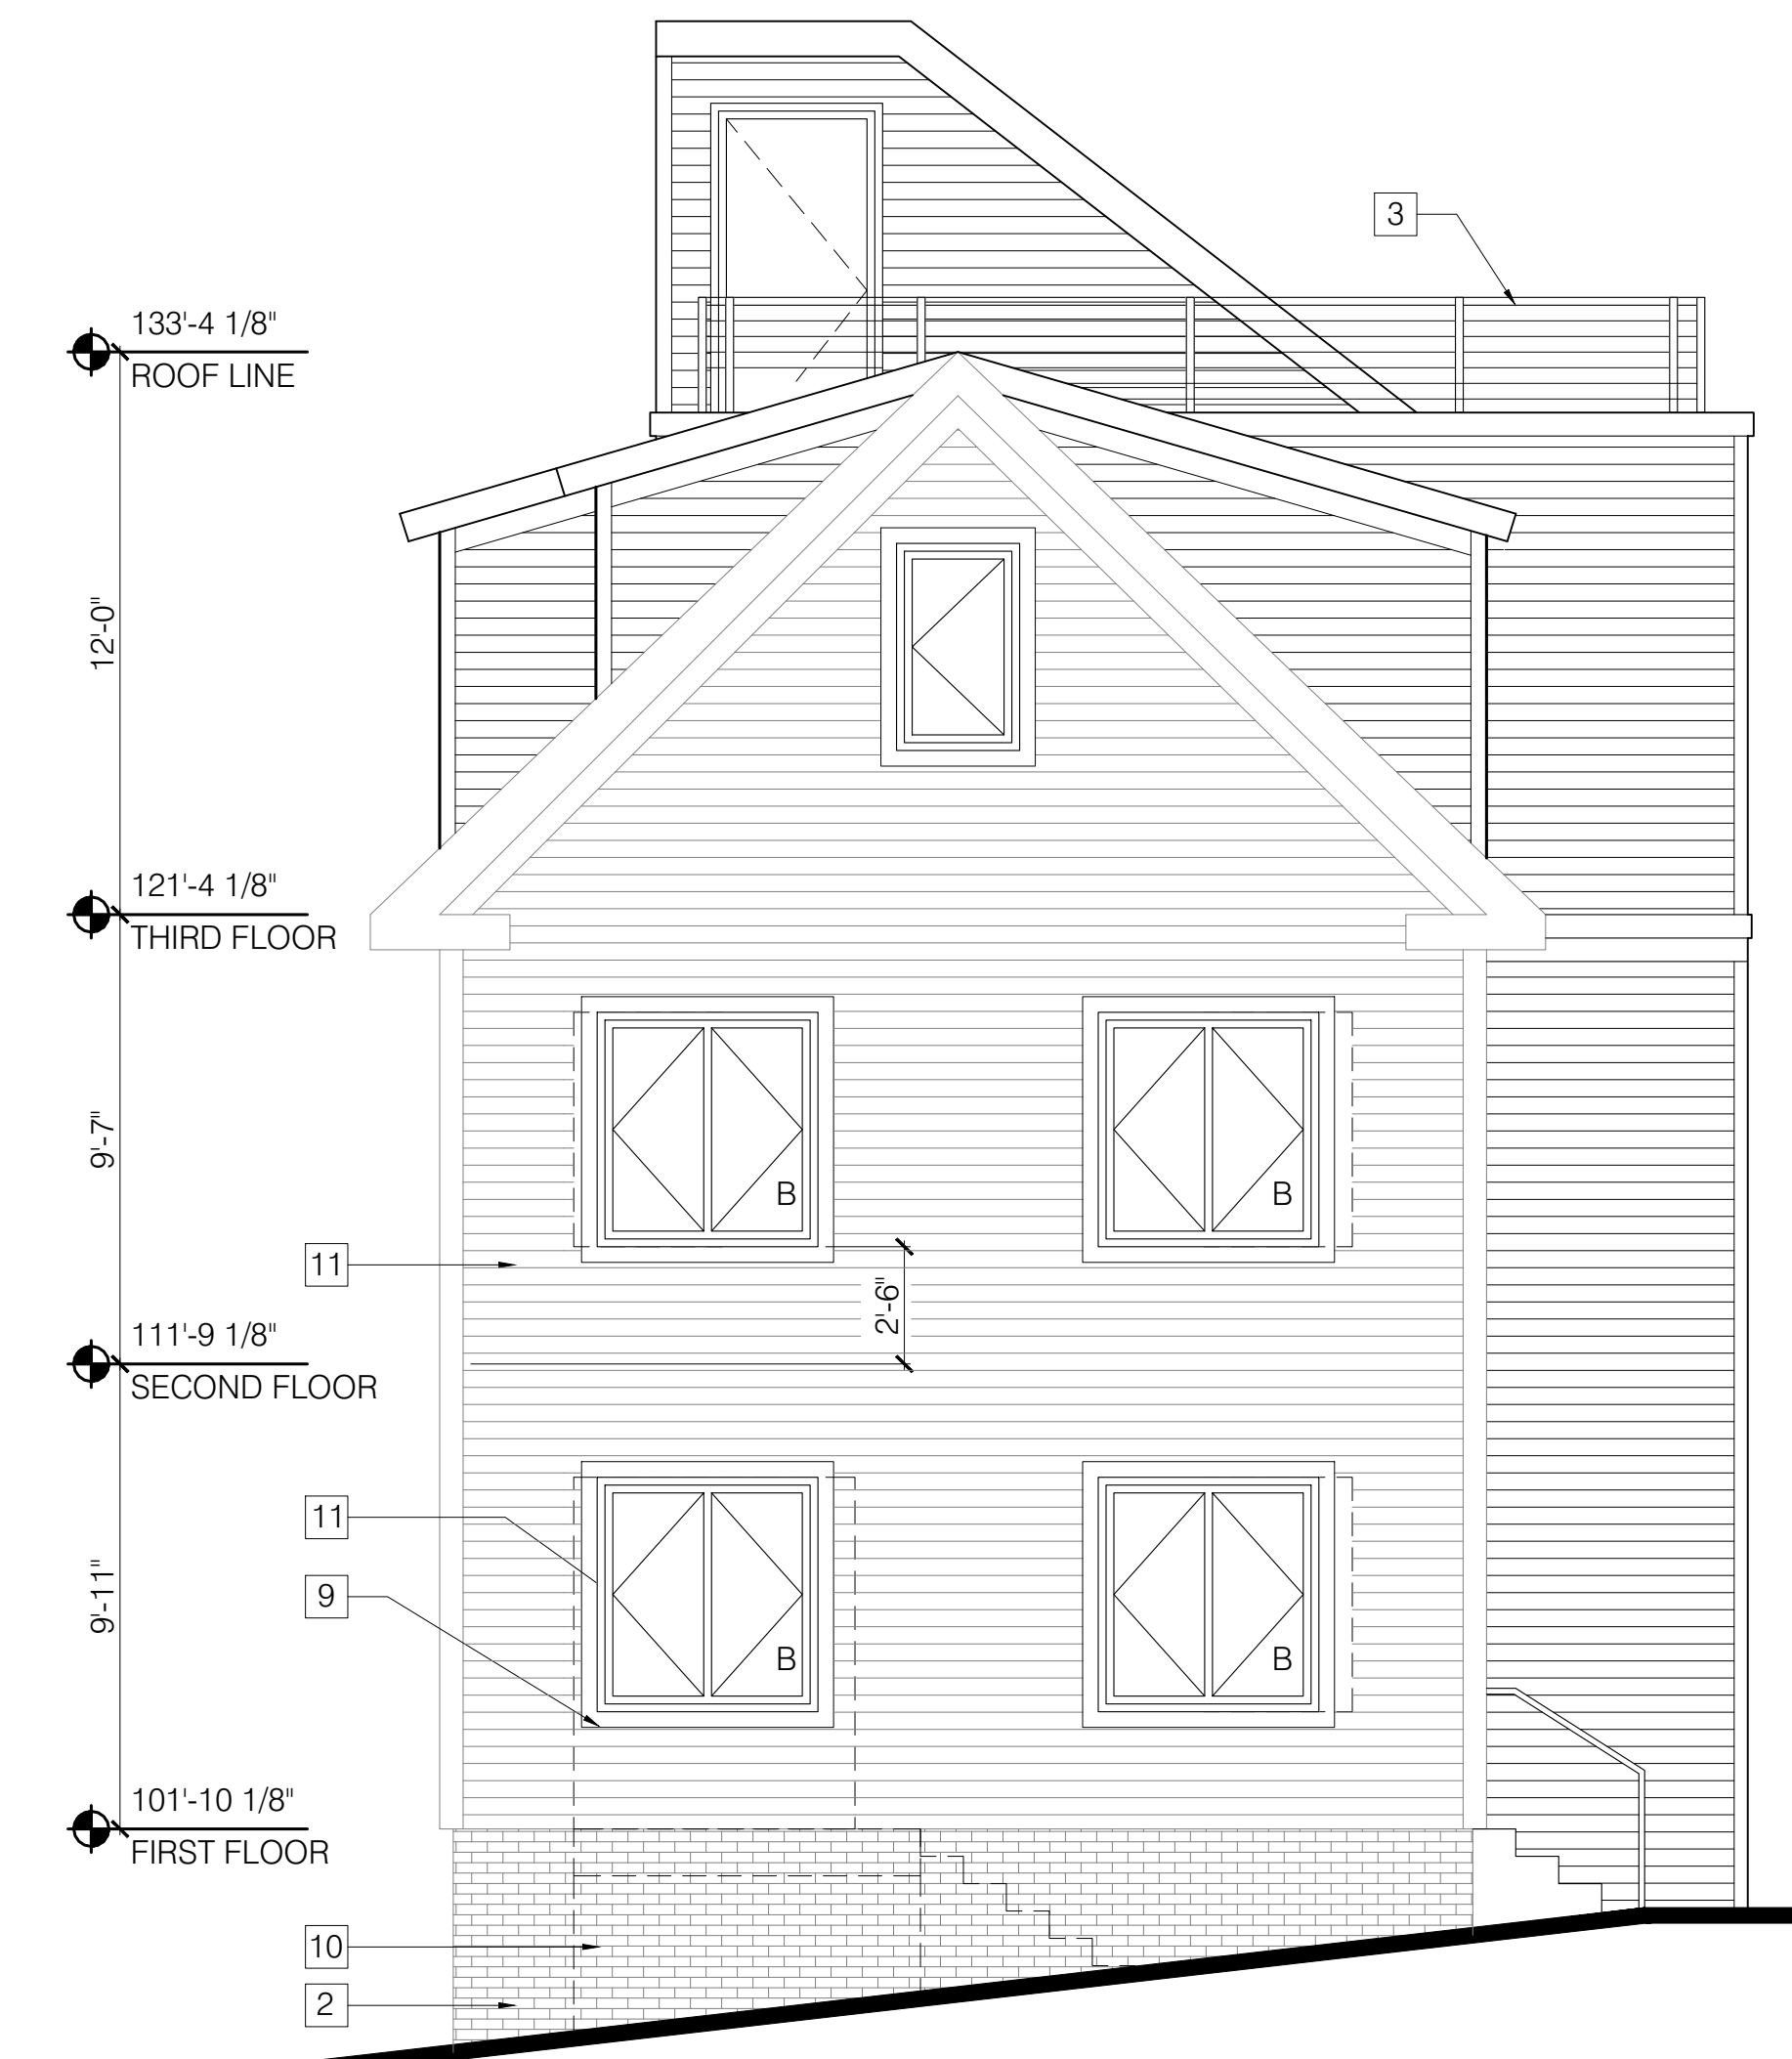 3
133'-4 1/8"
ROOF LINE
12'-0"
121'-4 1/8"
THIRD FLOOR
9'-7"
B
B
11
2'-6"
111'-9 1/8"
SECOND FLOOR
11
9
9'-11"
B
B
101'-10 1/8"
FIRST FLOOR
10
2